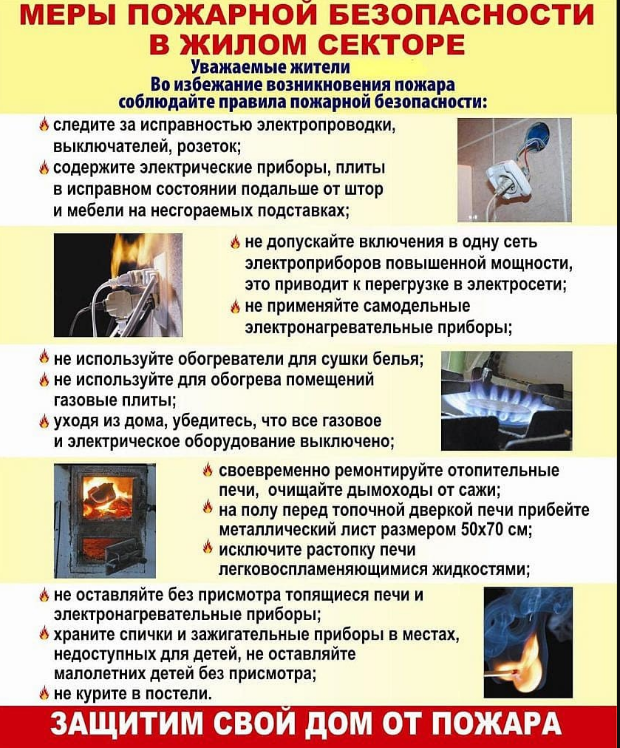 МЕРЫ ПОЖАРНОЙ БЕЗОПАСНОСТИ
В ЖИЛОМ СЕКТОРЕ
Уважаемые жители
Во избежание возникновения пожара
соблюдайте правила пожарной безопасности:
следите за исправностью электропроводки,
выключателей, розеток;
содержите электрические приборы, плиты
в исправном состоянии подальше от штор
и мебели на несгораемых подставках;
не допускайте включения в одну сеть
электроприборов повышенной мощности,
это приводит к перегрузке в электросети;
не применяйте самодельные
электронагревательные приборы;
не используйте обогреватели для сушки белья;
не используйте для обогрева помещений
газовые плиты;
уходя из дома, убедитесь, что все газовое
и электрическое оборудование выключено;
своевременно ремонтируйте отопительные
печи, очищайте дымоходы от сажи;
на полу перед топочной дверкой печи прибейте
металлический лист размером 50х70 см;
исключите растопку печи
легковоспламеняющимися жидкостями;
не оставляйте без присмотра топящиеся печи и
электронагревательные приборы;
храните спички и зажигательные приборы в местах,
недоступных для детей, не оставляйте
малолетних детей без присмотра;
не курите в постели.
ЗАЩИТИМ СВОЙ ДОМ ОТ ПОЖАРА